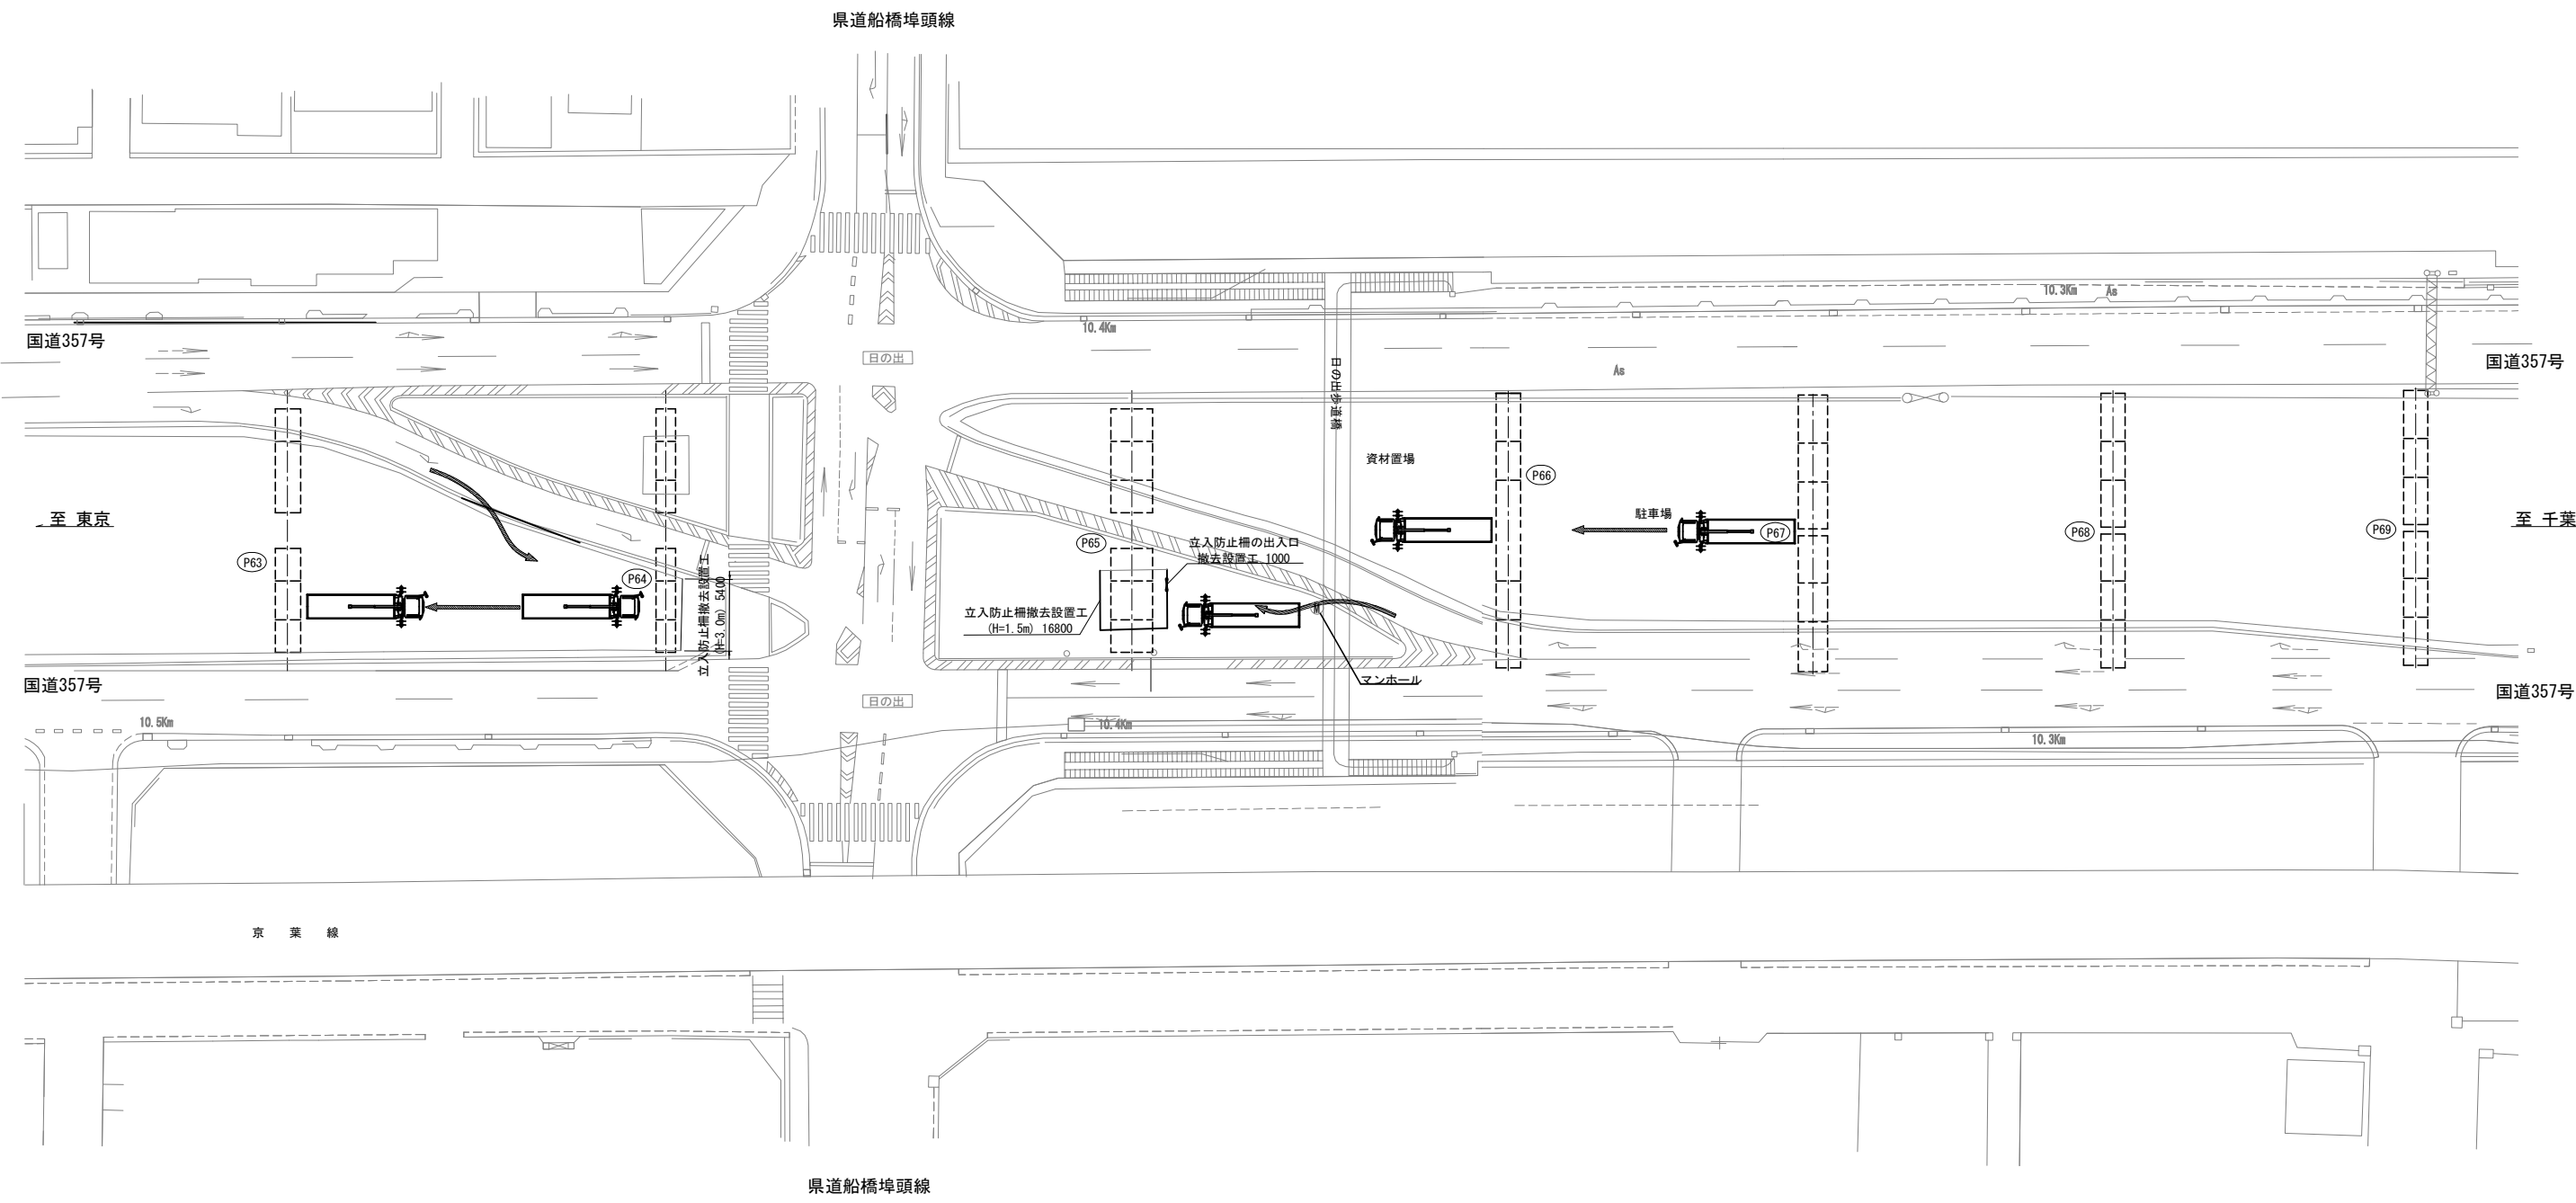 県道船橋埠頭線
10.3Km
As
10.4Km
国道357号
日の出
国道357号
As
日の出歩道橋
資材置場
P66
駐車場
至 東京
至 千葉
P67
P68
P69
P65
立入防止柵の出入口
撤去設置工 1000
P63
P64
立入防止柵撤去設置工
(H=3.0m) 5400
立入防止柵撤去設置工
(H=1.5m) 16800
マンホール
国道357号
日の出
国道357号
10.5Km
10.4Km
10.3Km
京 葉 線
県道船橋埠頭線